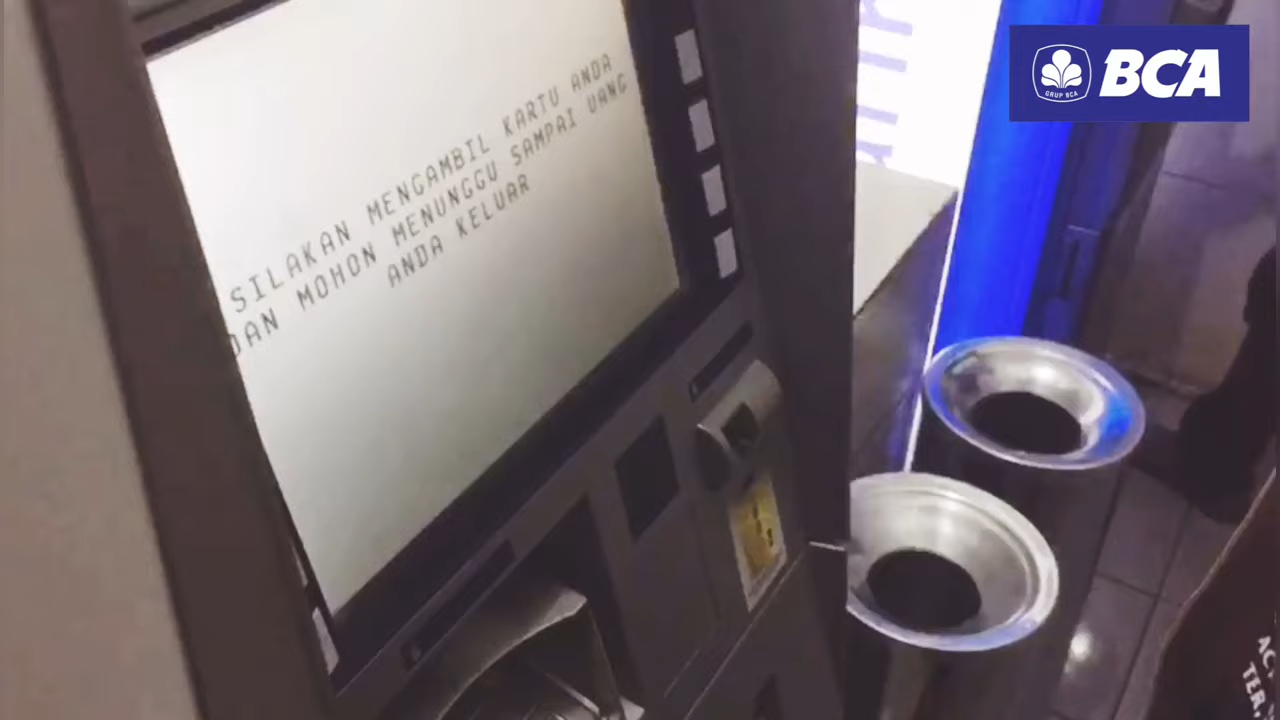 SILAKAN MENGAMBIL KARTU ANDA
DAN MOHON MENUNGGU SAMPAI UANG
ANDA KELUAR
GRUP BCA
BCA